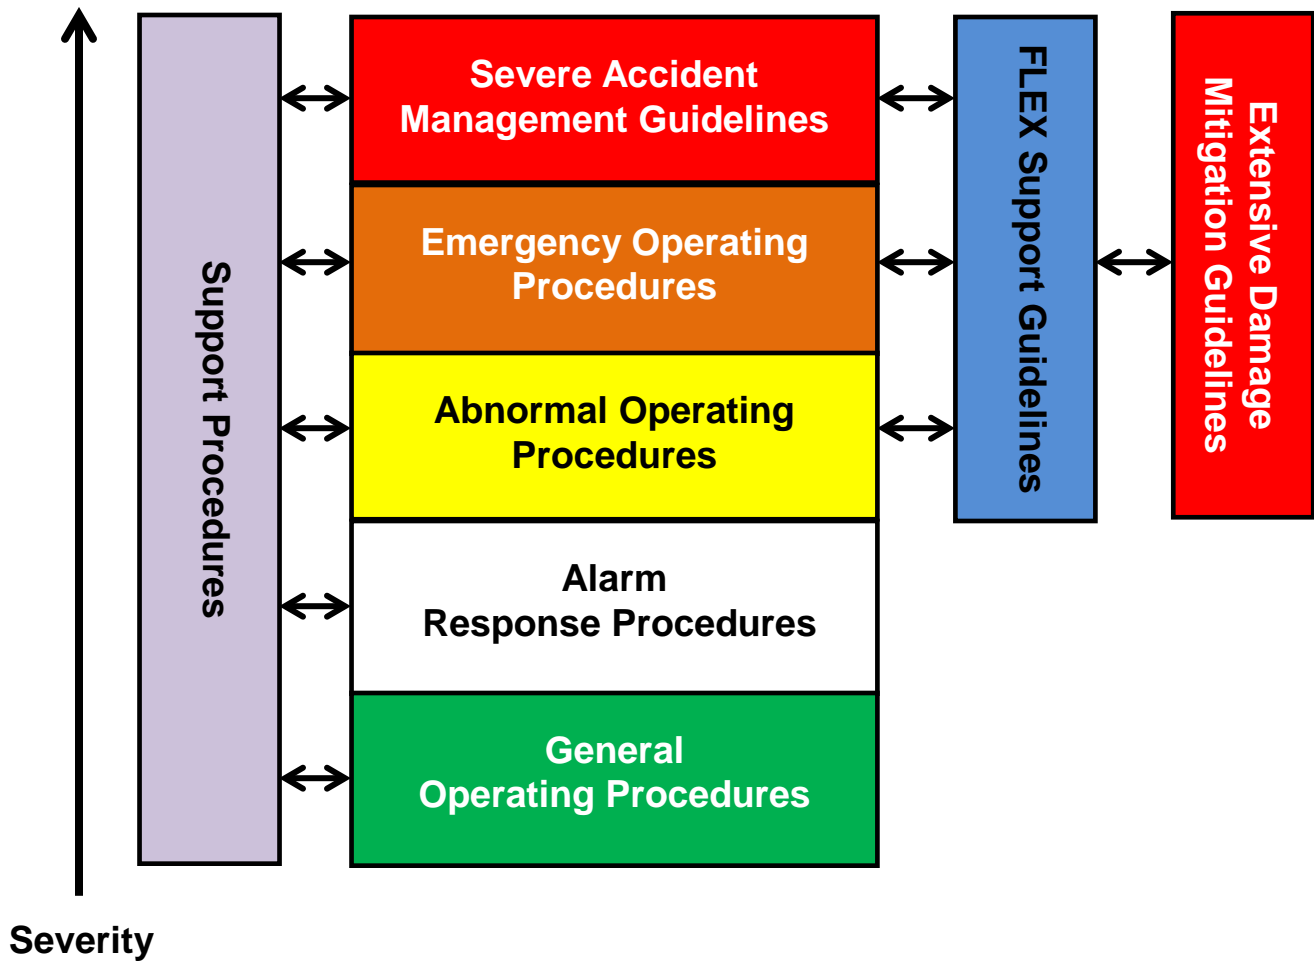 Severe Accident
Management Guidelines
Emergency Operating
Procedures
Abnormal Operating
Procedures
Alarm
Response Procedures
General
Operating Procedures
Support Procedures
FLEX Support Guidelines
Extensive Damage
Mitigation Guidelines
Severity